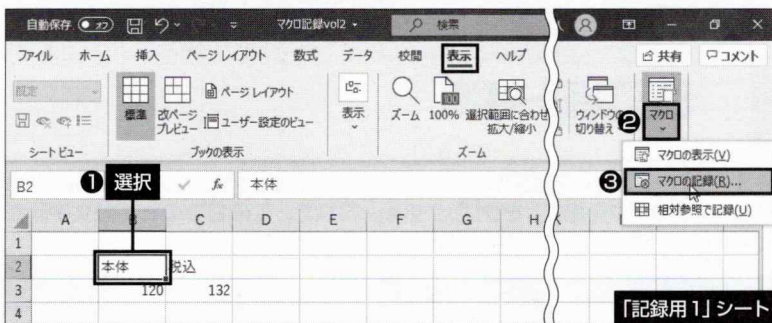 自動保存 オフ マクロ記録vol2 検索
ファイル ホーム 挿入 ページ レイアウト 数式 データ 校閲 表示 ヘルプ 共有 コメント
既定 標準 改ページ プレビュー ページ レイアウト ユーザー設定のビュー 表示 ズーム 100% 選択範囲に合わせ 拡大/縮小 ウィンドウの 切り替え ❷ マクロ
シートビュー ブックの表示 ズーム
マクロの表示(V)
B2 ❶ 選択 fx 本体 ❸ マクロの記録(R)...
相対参照で記録(U)
A B C D E F G H K
1
2 本体 税込
3 120 132
4
「記録用1」シート